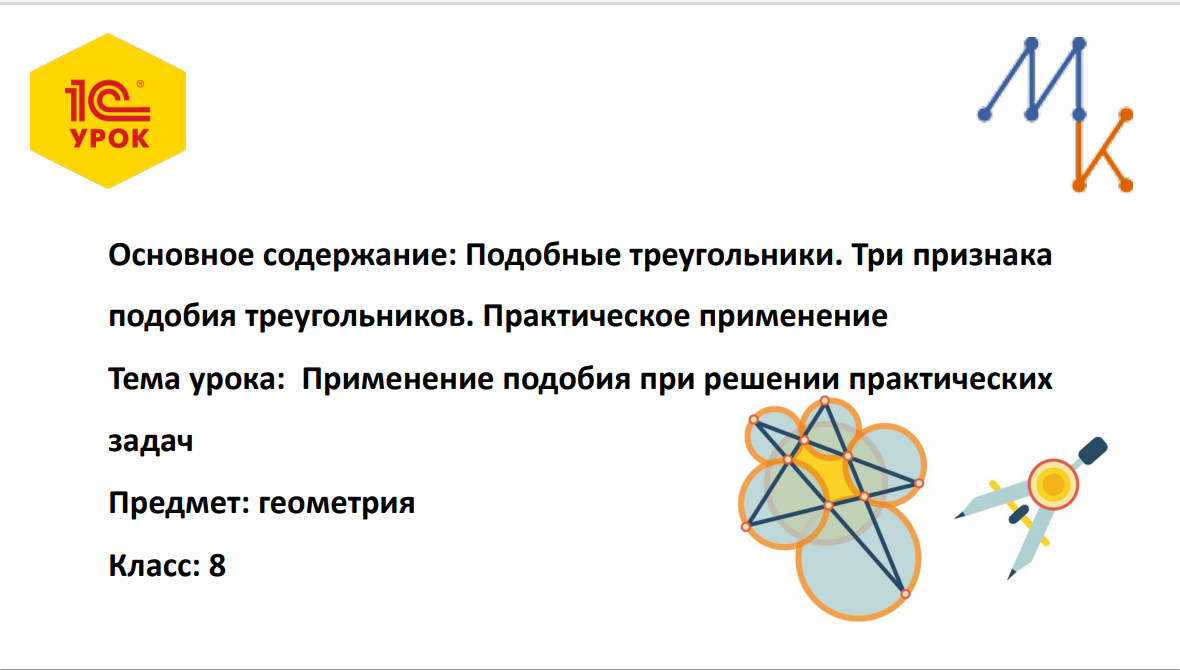 1С®
УРОК
МК
Основное содержание: Подобные треугольники. Три признака
подобия треугольников. Практическое применение
Тема урока:  Применение подобия при решении практических
задач
Предмет: геометрия
Класс: 8